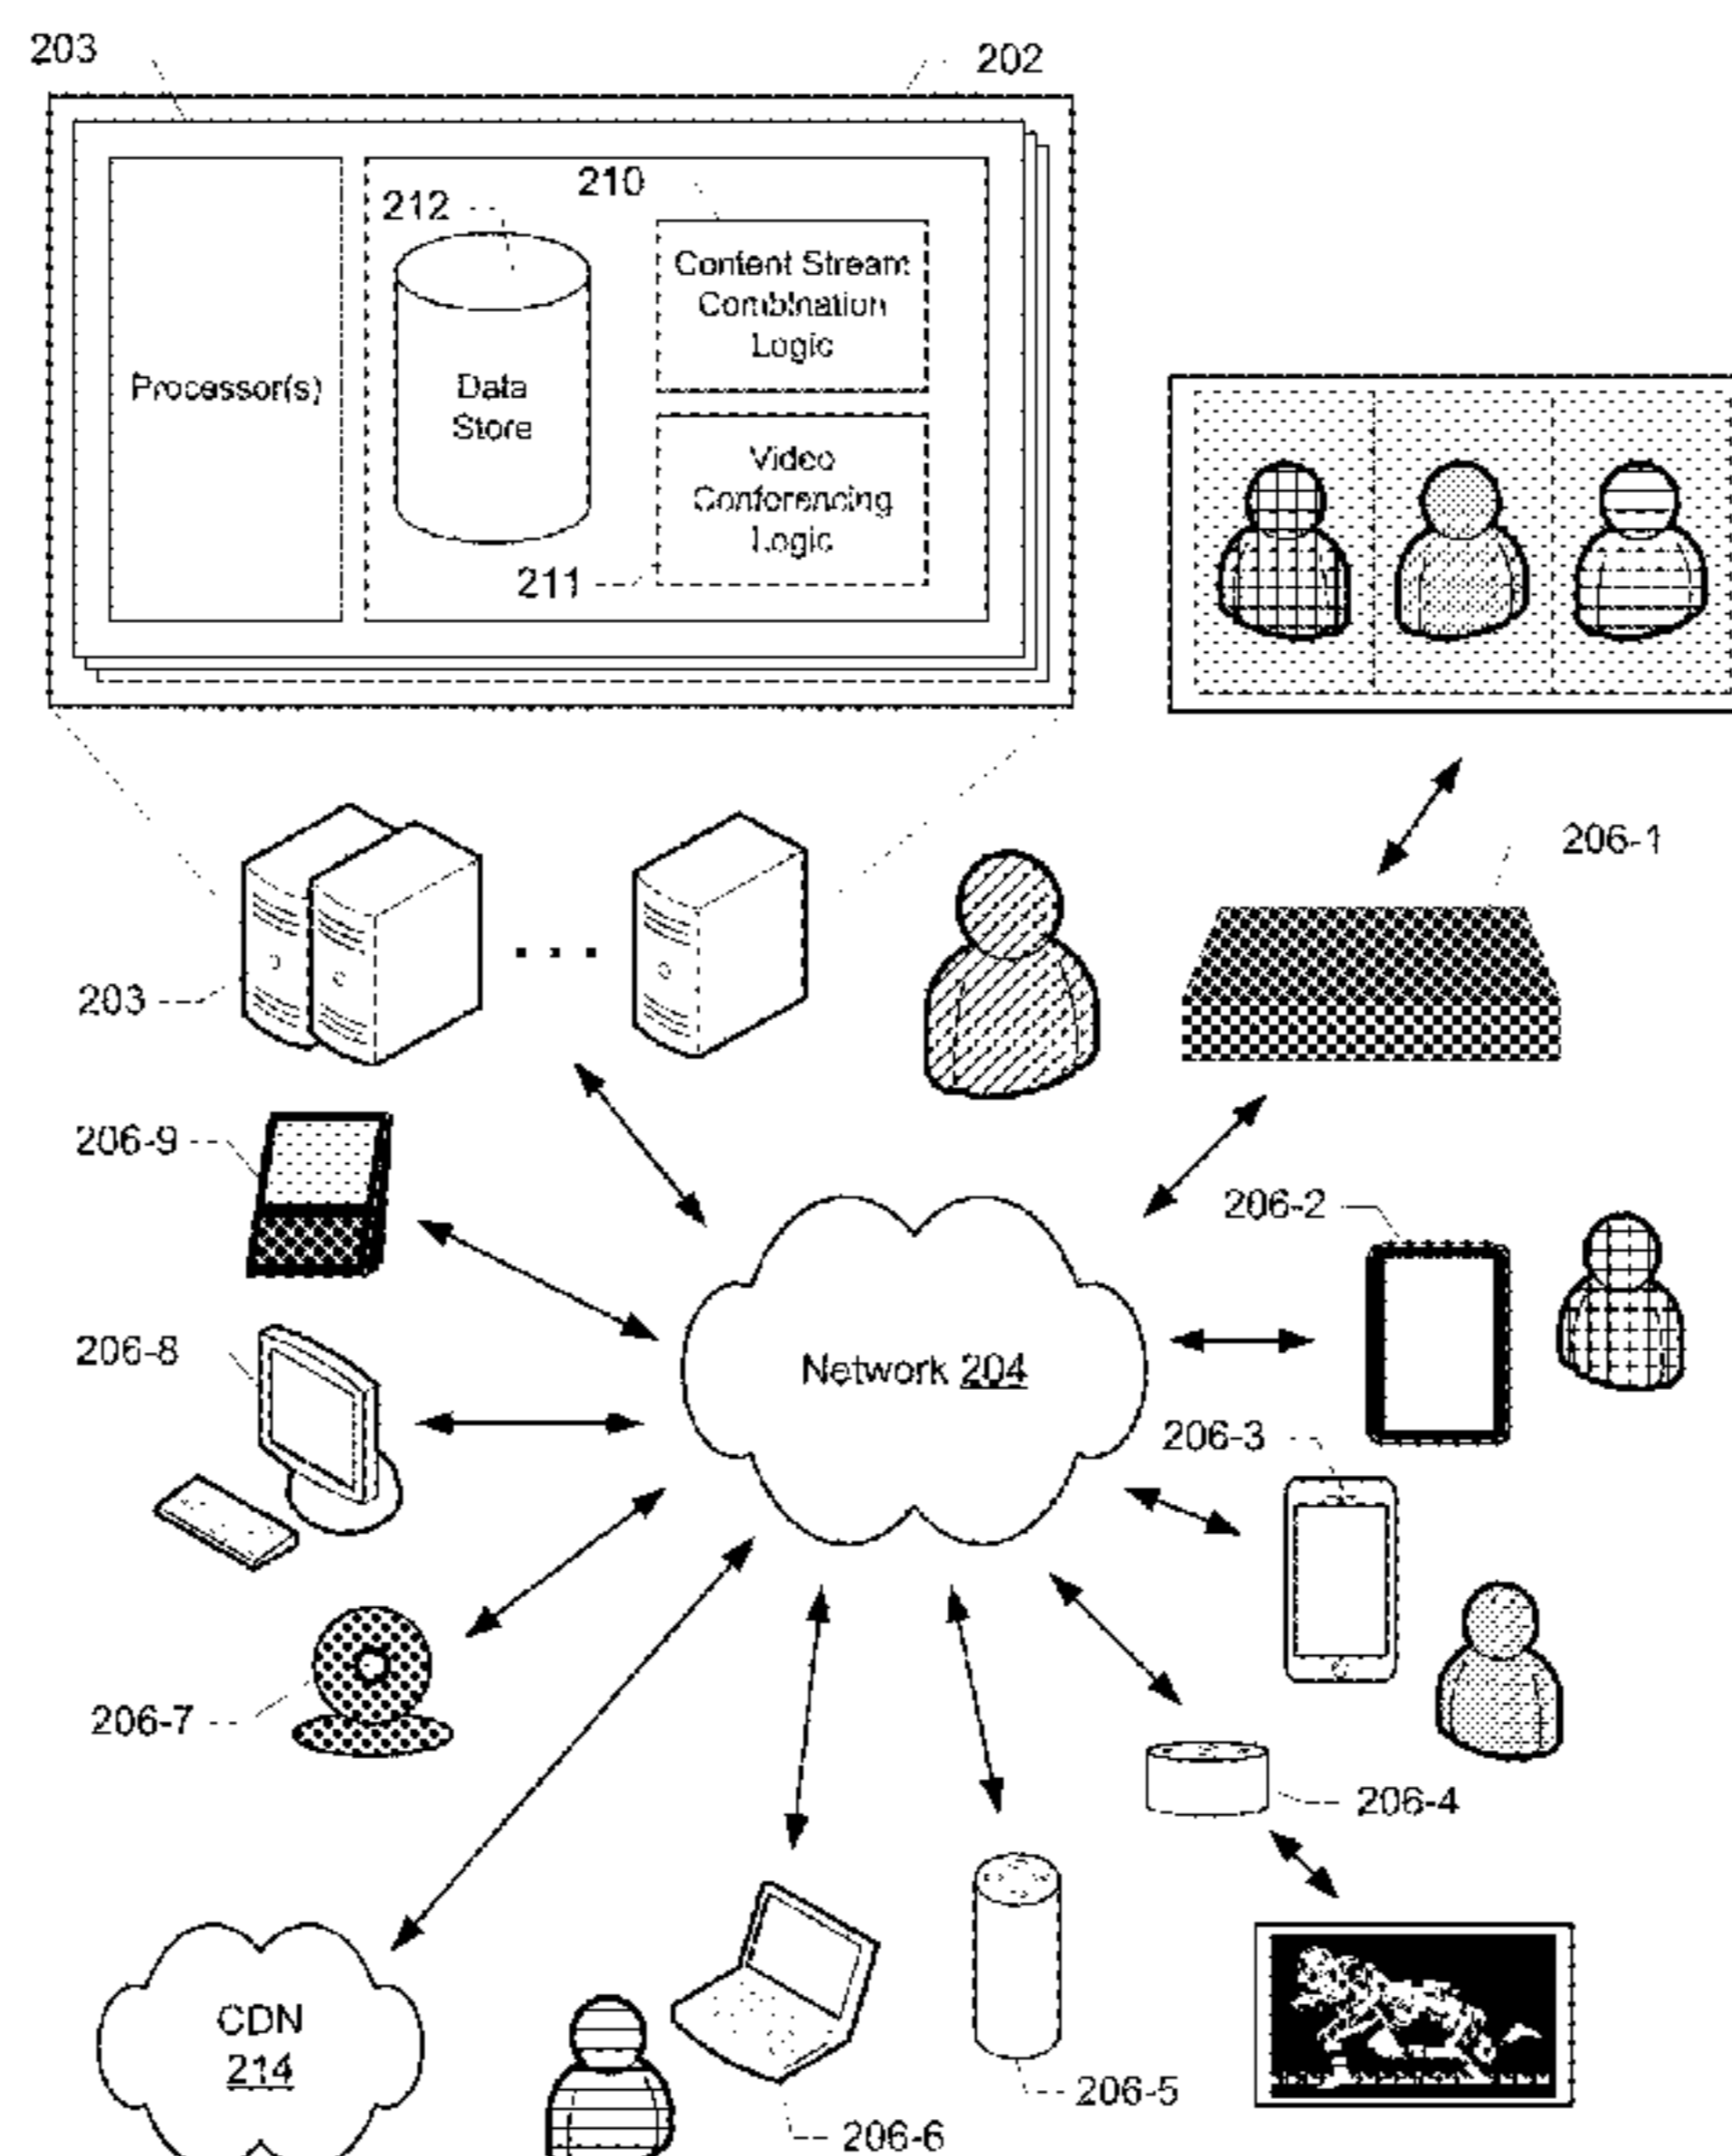 203
202
210
212
Content Stream
Combination
Logic
Processor(s)
Data
Store
Video
Conferencing
Logic
211
206-1
203
206-9
206-2
206-8
Network 204
206-3
206-7
206-4
CDN
214
206-5
206-6